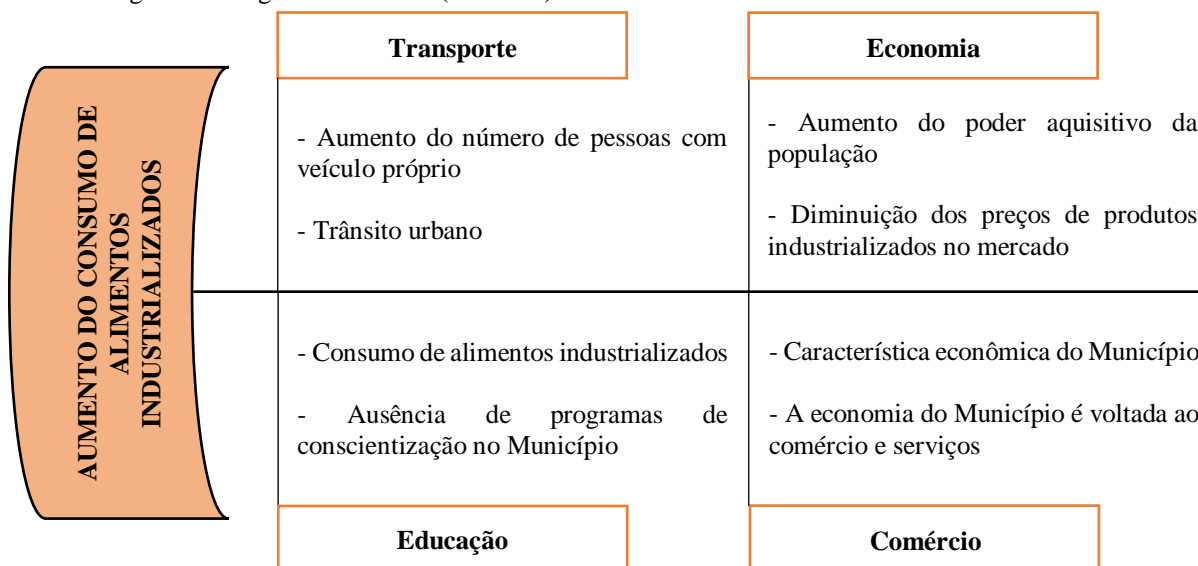 Transporte
Economia
AUMENTO DO CONSUMO DE
ALIMENTOS
INDUSTRIALIZADOS
- Aumento do número de pessoas com
veículo próprio
- Trânsito urbano
- Aumento do poder aquisitivo da
população
- Diminuição dos preços de produtos
industrializados no mercado
- Consumo de alimentos industrializados
- Ausência de programas de
conscientização no Município
- Característica econômica do Município
- A economia do Município é voltada ao
comércio e serviços
Educação
Comércio